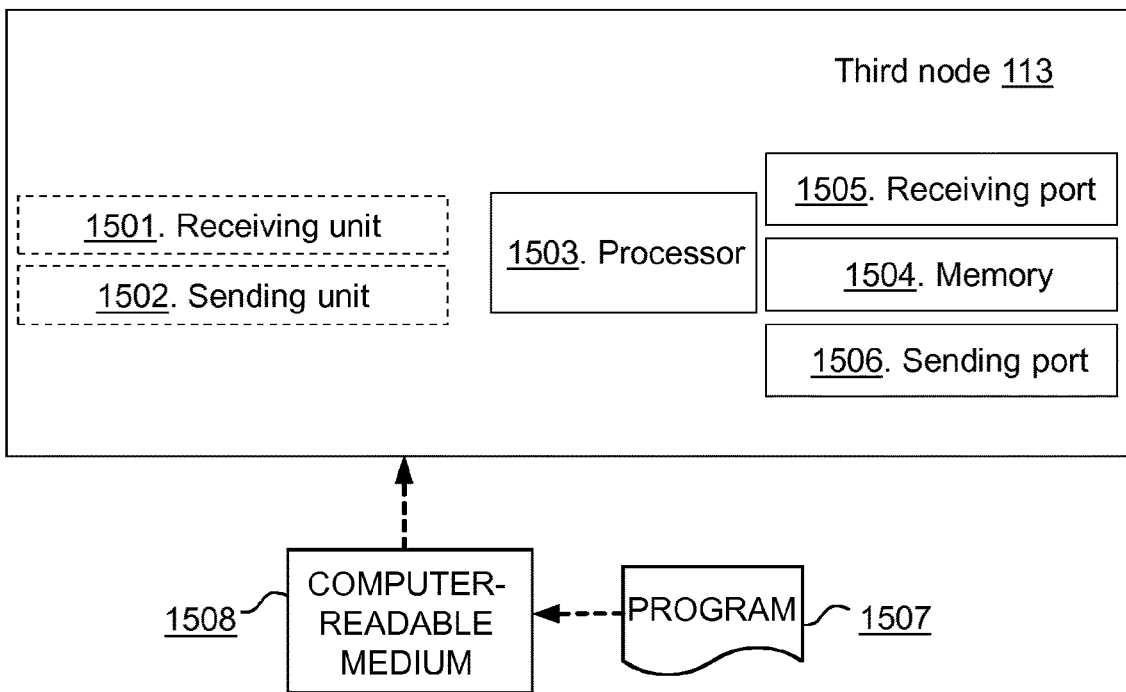 Third node 113
1501. Receiving unit
1502. Sending unit
1503. Processor
1505. Receiving port
1504. Memory
1506. Sending port
1508
COMPUTER-
READABLE
MEDIUM
PROGRAM
1507